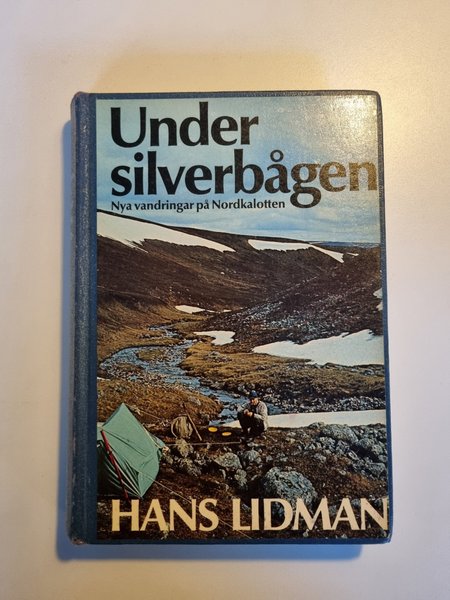 Under
silverbågen
Nya vandringar på Nordkalotten
HANS LIDMAN